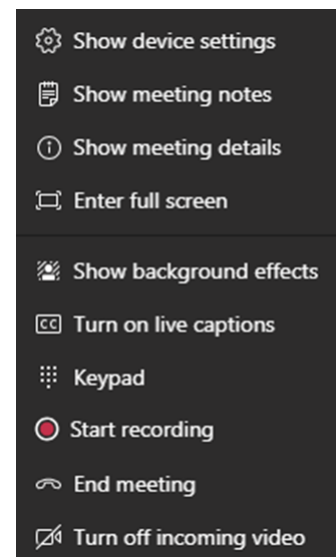 Show device settings
Show meeting notes
Show meeting details
Enter full screen
Show background effects
CC Turn on live captions
Keypad
Start recording
End meeting
Turn off incoming video